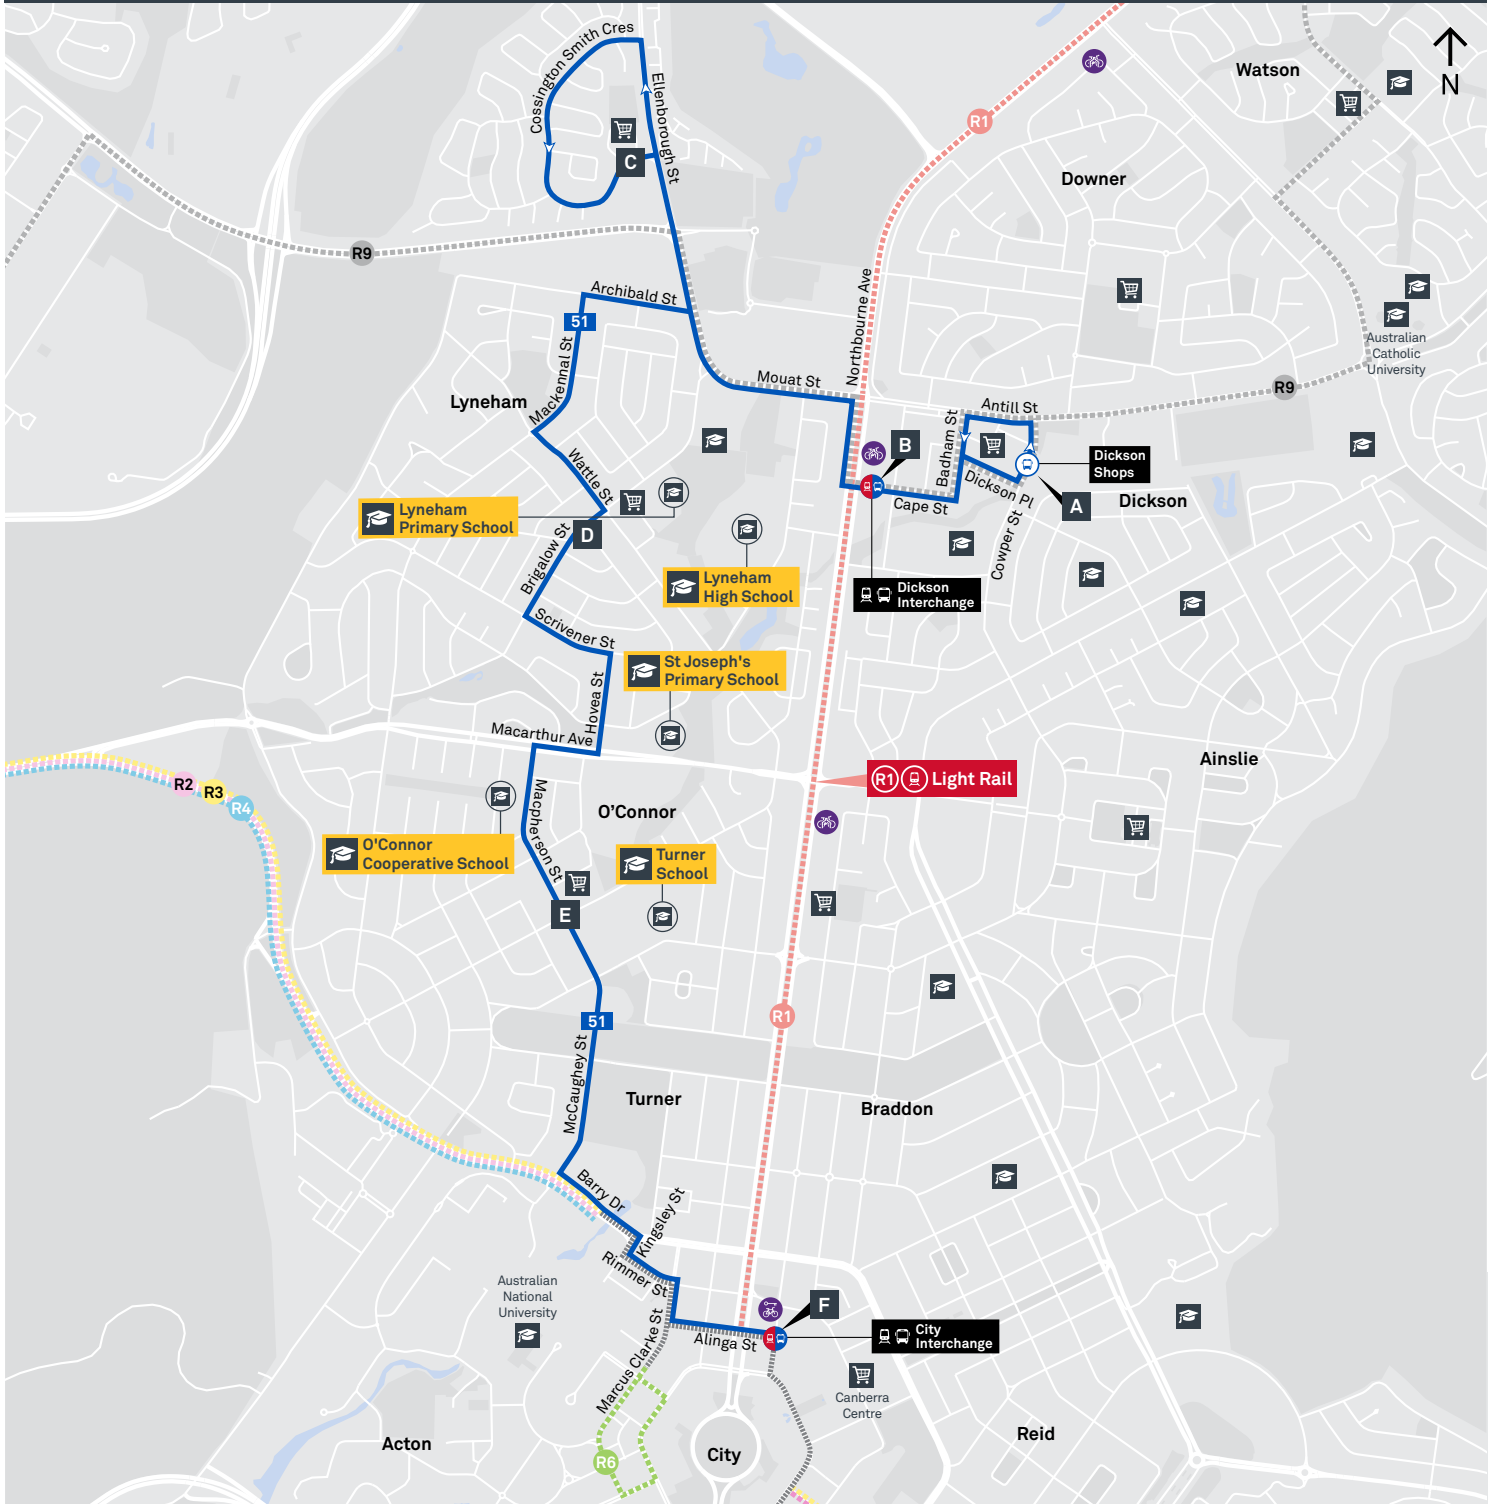 Cossington Smith Cres
Ellenborough St
Watson
N
R1
C
Downer
R9
Archibald St
51
Northbourne Ave
Mackennal St
Mouat St
Australian
Catholic
University
R9
Lyneham
Antill St
Badham St
B
Dickson
Shops
Wattle St
Dickson Pl
A
Dickson
Cape St
Lyneham
Primary School
D
Brigalow St
Cowper St
Lyneham
High School
Dickson
Interchange
Scrivener St
St Joseph's
Primary School
Hovea St
Macarthur Ave
Ainslie
R1
Light Rail
R2
R3
R4
Macpherson St
O'Connor
O'Connor
Cooperative School
Turner
School
E
R1
51
McCaughey St
Turner
Braddon
Barry Dr
Kingsley St
Rimmer St
Australian
National
University
F
Marcus Clarke St
Alinga St
City
Interchange
Canberra
Centre
Acton
R6
City
Reid